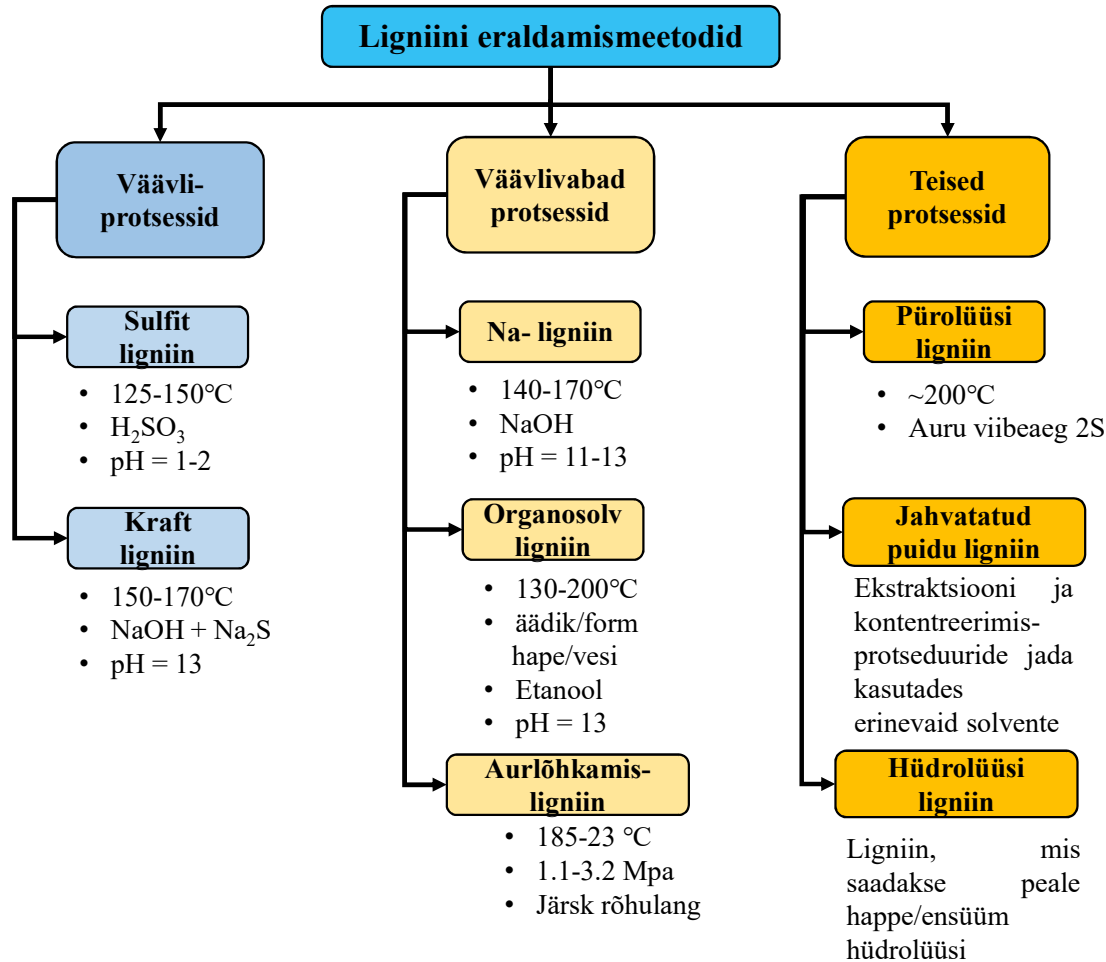 Ligniini eraldamismeetodid
Väävli-
protsessid
Sulfit
ligniin
• 125-150°C
• H₂SO₃
• pH = 1-2
Kraft
ligniin
• 150-170°C
• NaOH + Na₂S
• pH = 13
Väävlivabad
protsessid
Na- ligniin
• 140-170°C
• NaOH
• pH = 11-13
Organosolv
ligniin
• 130-200°C
• äädik/form
hape/vesi
• Etanool
• pH = 13
Aurlõhkamis-
ligniin
• 185-23 °C
• 1.1-3.2 Mpa
• Järsk rõhulang
Teised
protsessid
Pürolüüsi
ligniin
• ~200°C
• Auru viibeaeg 2S
Jahvatatud
puidu ligniin
Ekstraktsiooni ja
kontentreerimis-
protseduuride jada
kasutades
erinevaid solvente
Hüdrolüüsi
ligniin
Ligniin, mis
saadakse peale
happe/ensüüm
hüdrolüüsi